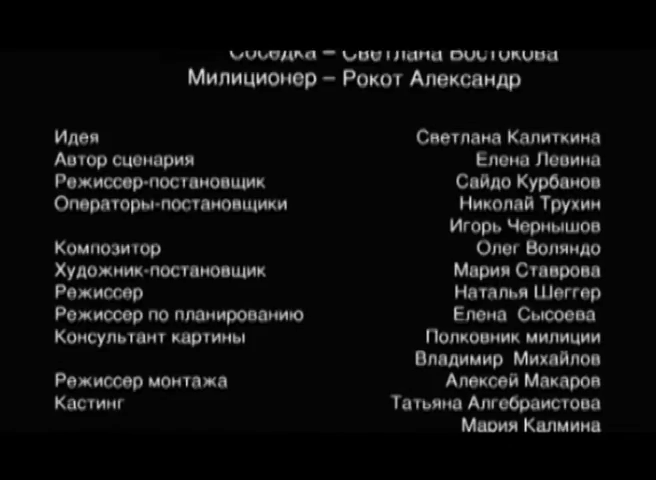 Соседка – Светлана Востокова
Милиционер – Рокот Александр
Идея Светлана Калиткина
Автор сценария Елена Левина
Режиссер-постановщик Сайдо Курбанов
Операторы-постановщики Николай Трухин
Игорь Чернышов
Композитор Олег Воляндо
Художник-постановщик Мария Ставрова
Режиссер Наталья Шеггер
Режиссер по планированию Елена Сысоева
Консультант картины Полковник милиции
Владимир Михайлов
Режиссер монтажа Алексей Макаров
Кастинг Татьяна Алгебраистова
Мария Калмина